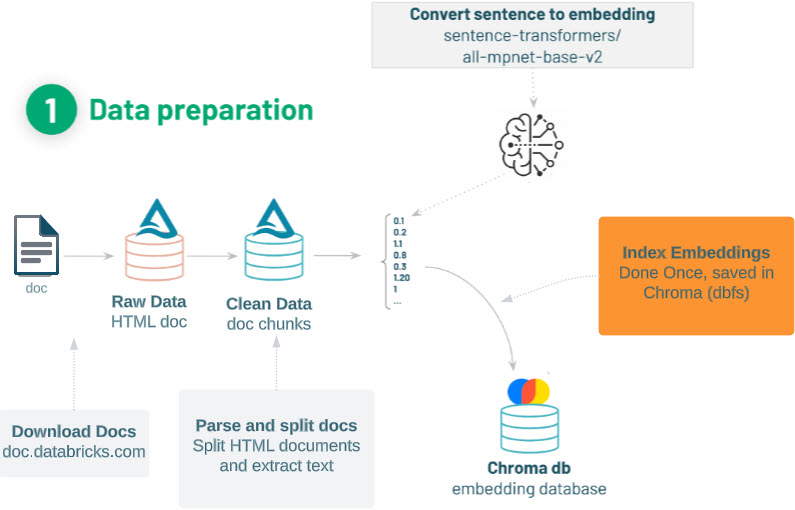 Convert sentence to embedding
sentence-transformers/
all-mpnet-base-v2
1 Data preparation
doc
Raw Data
HTML doc
Clean Data
doc chunks
0.1
0.2
1.1
0.8
0.3
1.20
1
...
Index Embeddings
Done Once, saved in
Chroma (dbfs)
Download Docs
doc.databricks.com
Parse and split docs
Split HTML documents
and extract text
Chroma db
embedding database